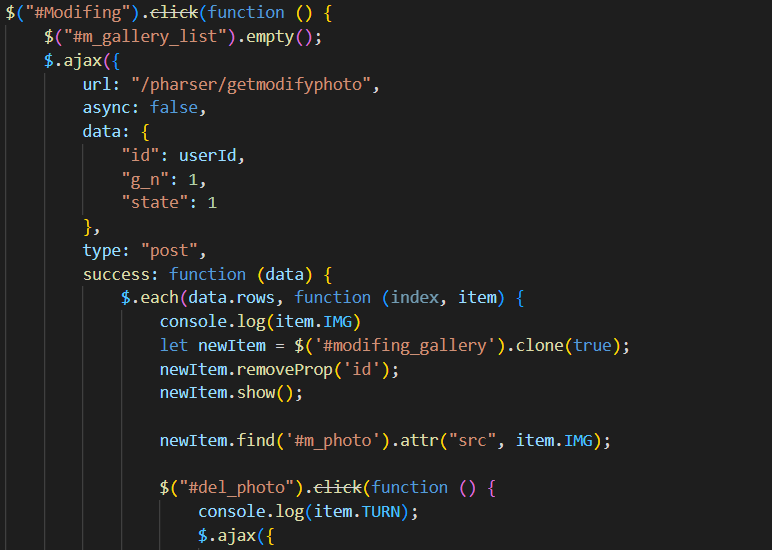 $("#Modifing").click(function () {
    $("#m_gallery_list").empty();
    $.ajax({
        url: "/pharser/getmodifyphoto",
        async: false,
        data: {
            "id": userId,
            "g_n": 1,
            "state": 1
        },
        type: "post",
        success: function (data) {
            $.each(data.rows, function (index, item) {
                console.log(item.IMG)
                let newItem = $('#modifing_gallery').clone(true);
                newItem.removeProp('id');
                newItem.show();

                newItem.find('#m_photo').attr("src", item.IMG);

                $("#del_photo").click(function () {
                    console.log(item.TURN);
                    $.ajax({